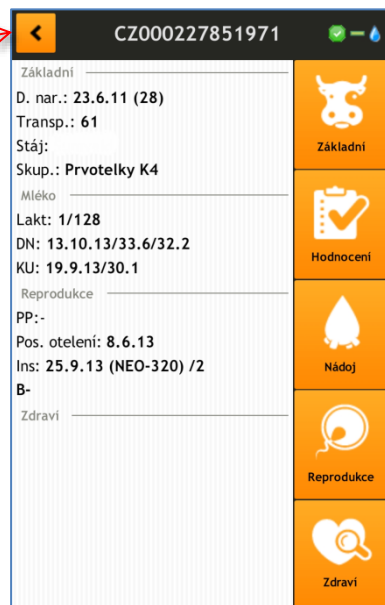 CZ000227851971
Základní
D. nar.: 23.6.11 (28)
Transp.: 61
Stáj:
Skup.: Prvotelky K4
Mléko
Lakt: 1/128
DN: 13.10.13/33.6/32.2
KU: 19.9.13/30.1
Reprodukce
PP:-
Pos. otelení: 8.6.13
Ins: 25.9.13 (NEO-320) /2
B-
Zdraví
Základní
Hodnocení
Nádoj
Reprodukce
Zdraví